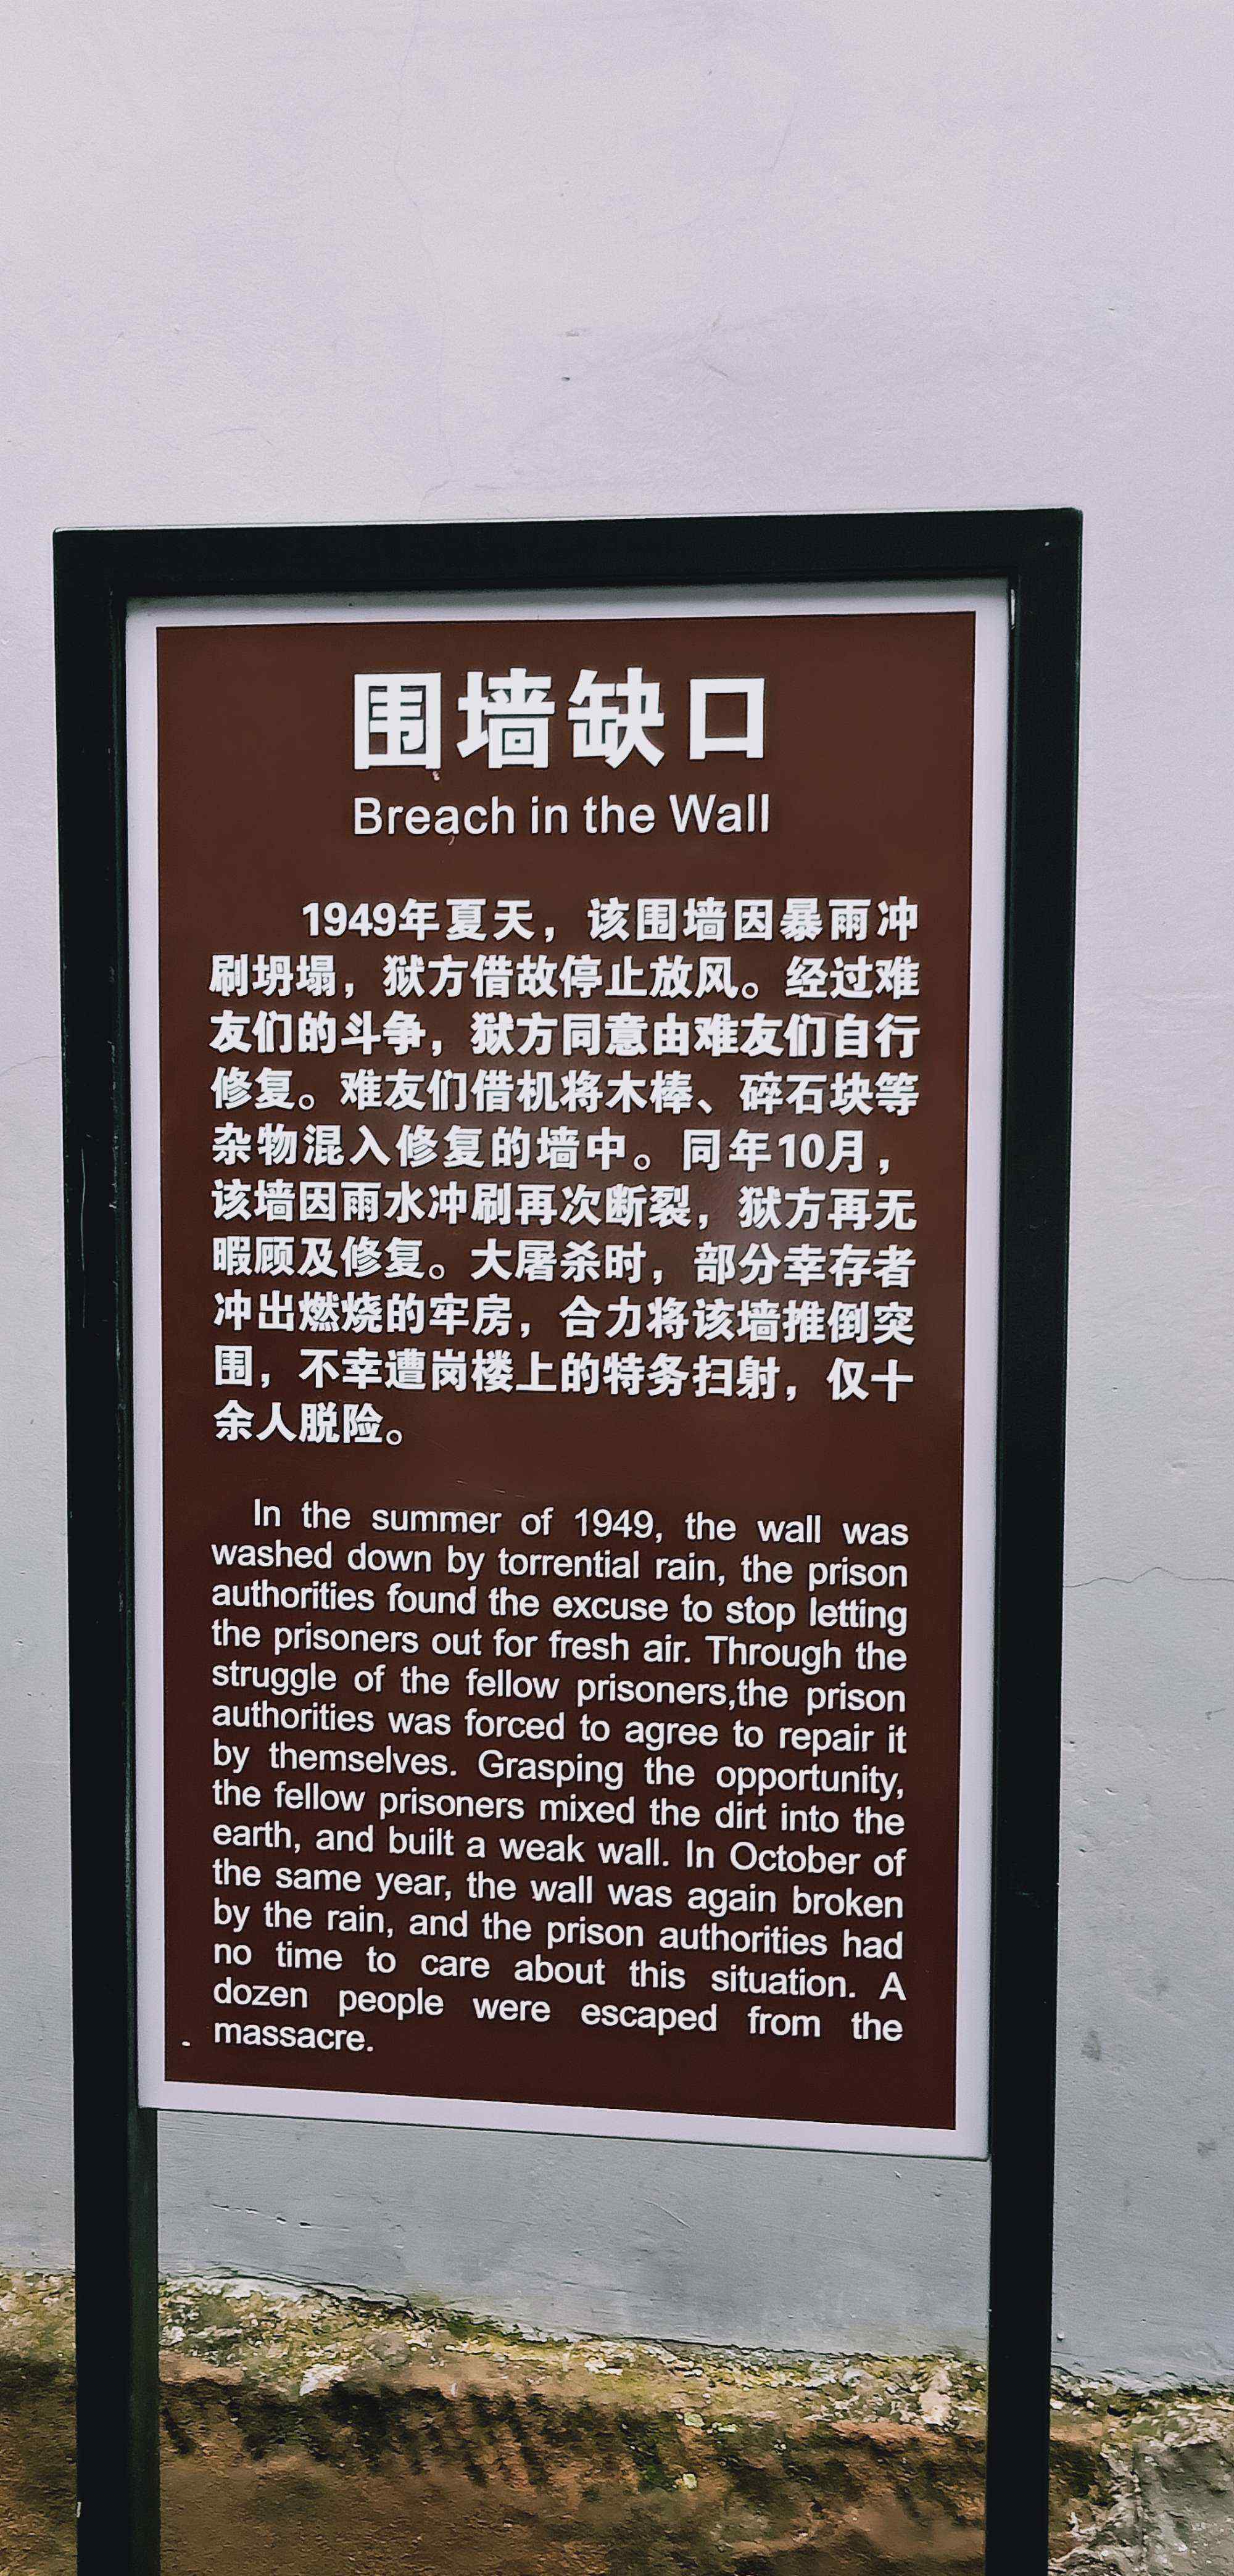 围墙缺口
Breach in the Wall
1949年夏天，该围墙因暴雨冲
刷坍塌，狱方借故停止放风。经过难
友们的斗争，狱方同意由难友们自行
修复。难友们借机将木棒、碎石块等
杂物混入修复的墙中。同年10月，
该墙因雨水冲刷再次断裂，狱方再无
暇顾及修复。大屠杀时，部分幸存者
冲出燃烧的牢房，合力将该墙推倒突
围，不幸遭岗楼上的特务扫射，仅十
余人脱险。
In the summer of 1949, the wall was
washed down by torrential rain, the prison
authorities found the excuse to stop letting
the prisoners out for fresh air. Through the
struggle of the fellow prisoners,the prison
authorities was forced to agree to repair it
by themselves. Grasping the opportunity,
the fellow prisoners mixed the dirt into the
earth, and built a weak wall. In October of
the same year, the wall was again broken
by the rain, and the prison authorities had
no time to care about this situation. A
dozen people were escaped from the
massacre.